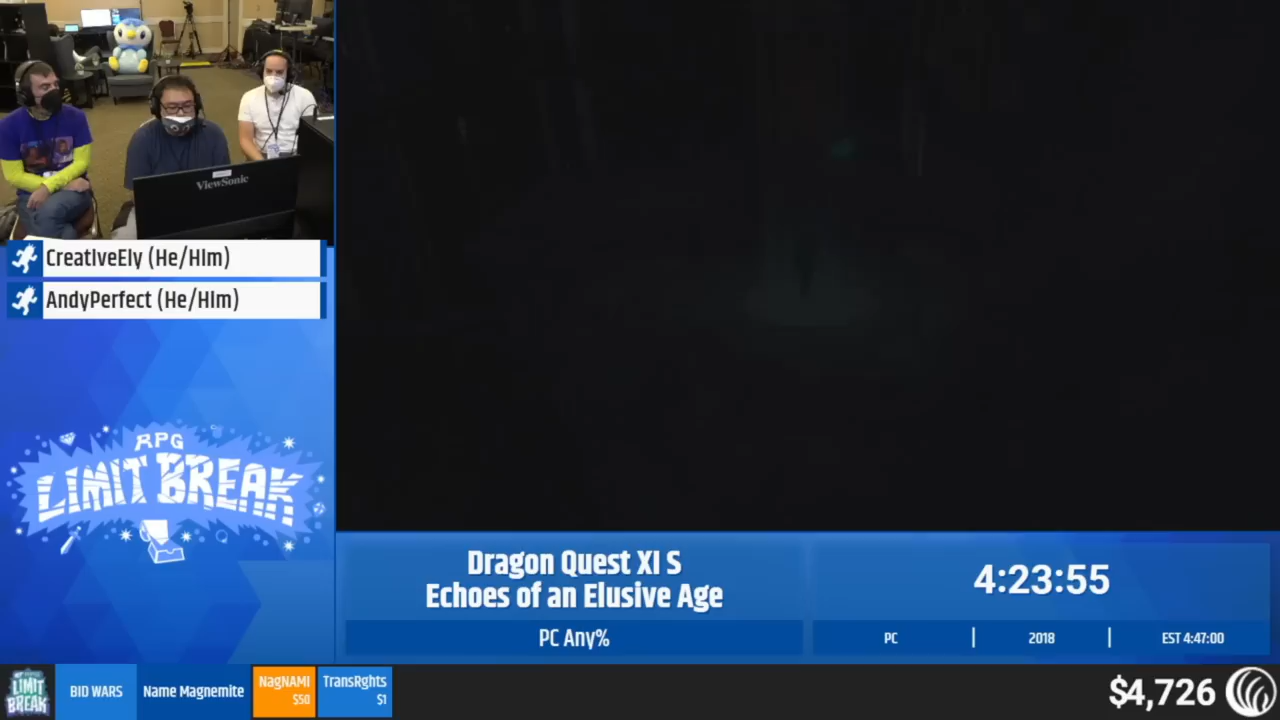 ViewSonic
CreatIveEly (He/HIm)
AndyPerfect (He/HIm)
RPG
LIMIT BREAK
Dragon Quest XI S
Echoes of an Elusive Age
PC Any%
4:23:55
PC
2018
EST 4:47:00
LIMIT
BREAK
BID WARS
Name Magnemite
NagNAMI
$50
TransRghts
$1
$4,726